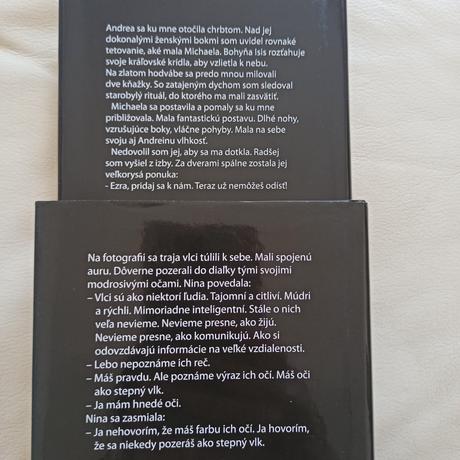 Andrea sa ku mne otočila chrbtom. Nad jej
dokonalými ženskými bokmi som uvidel rovnaké
tetovanie, aké mala Michaela. Bohyňa Isis rozťahuje
svoje kráľovské krídla, aby vzlietla k nebu.
Na zlatom hodvábe sa predo mnou milovali
dve kňažky. So zatajeným dychom som sledoval
starobylý rituál, do ktorého ma mali zasvätiť.
Michaela sa postavila a pomaly sa ku mne
približovala. Mala fantastickú postavu. Dlhé nohy,
vzrušujúce boky, vláčne pohyby. Mala na sebe
svoju aj Andreinu vlhkosť.
Nedovolil som jej, aby sa ma dotkla. Radšej
som vyšiel z izby. Za dverami spálne zostala jej
veľkorysá ponuka:
- Ezra, pridaj sa k nám. Teraz už nemôžeš odísť!
Na fotografii sa traja vlci túlili k sebe. Mali spojenú
auru. Dôverne pozerali do diaľky tými svojimi
modrosivými očami. Nina povedala:
– Vlci sú ako niektorí ľudia. Tajomní a citliví. Múdri
a rýchli. Mimoriadne inteligentní. Stále o nich
veľa nevieme. Nevieme presne, ako žijú.
Nevieme presne, ako komunikujú. Ako si
odovzdávajú informácie na veľké vzdialenosti.
– Lebo nepoznáme ich reč.
– Máš pravdu. Ale poznáme výraz ich očí. Máš oči
ako stepný vlk.
– Ja mám hnedé oči.
Nina sa zasmiala:
– Ja nehovorím, že máš farbu ich očí. Ja hovorím,
že sa niekedy pozeráš ako stepný vlk.